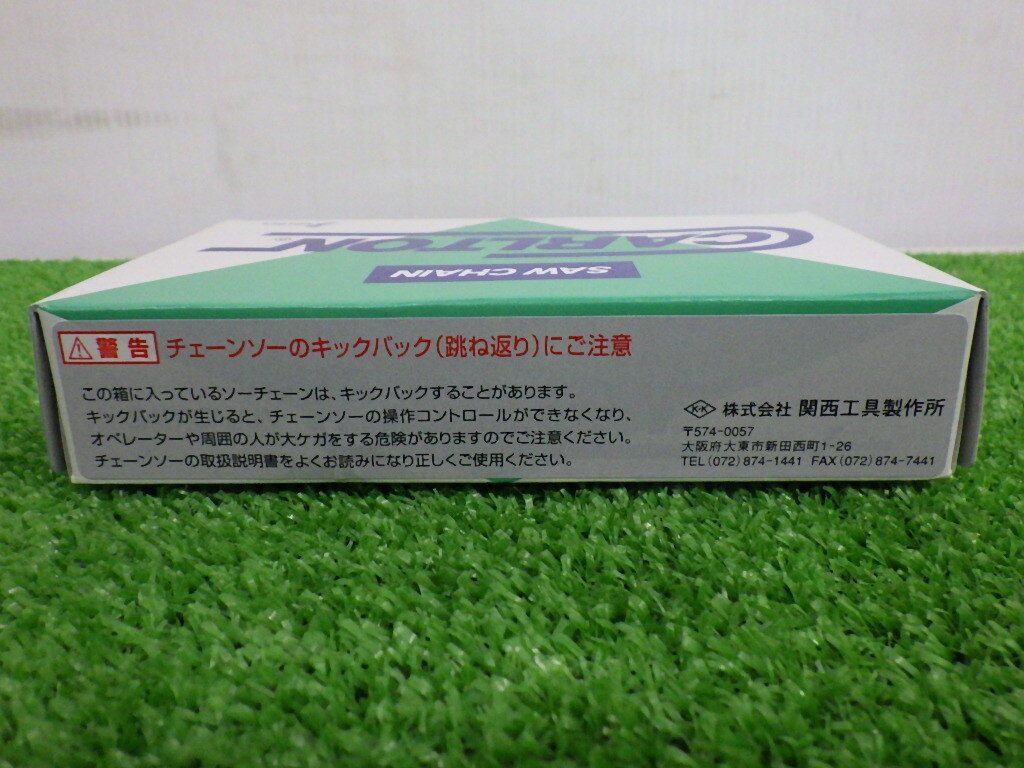 CARLTON
SAW CHAIN
⚠警告 チェーンソーのキックバック(跳ね返り)にご注意
この箱に入っているソーチェーンは、キックバックすることがあります。
キックバックが生じると、チェーンソーの操作コントロールができなくなり、
オペレーターや周囲の人が大ケガをする危険がありますのでご注意ください。
チェーンソーの取扱説明書をよくお読みになり正しくご使用ください。
K・K 株式会社 関西工具製作所
〒574-0057
大阪府大東市新田西町1-26
TEL(072)874-1441 FAX(072)874-7441